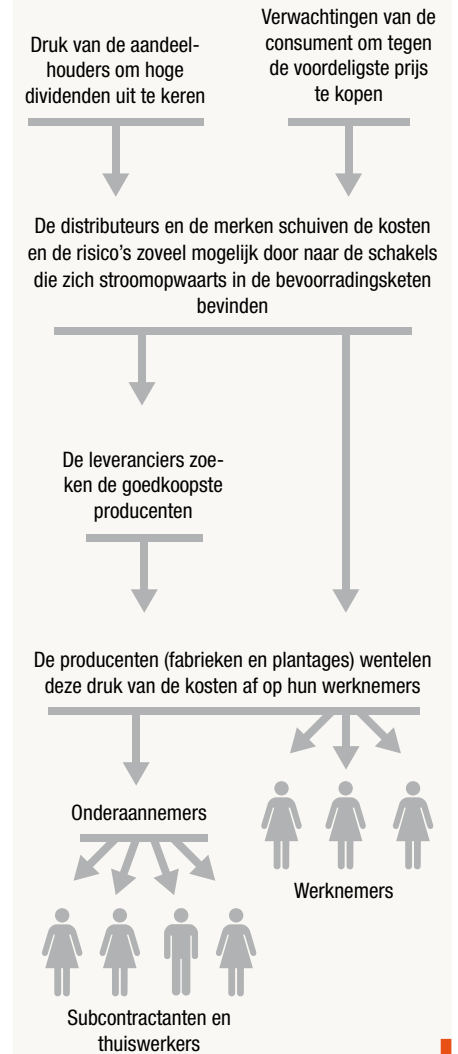 Druk van de aandeel-
houders om hoge
dividenden uit te keren
Verwachtingen van de
consument om tegen
de voordeligste prijs
te kopen
De distributeurs en de merken schuiven de kosten
en de risico's zoveel mogelijk door naar de schakels
die zich stroomopwaarts in de bevoorradingsketen
bevinden
De leveranciers zoe-
ken de goedkoopste
producenten
De producenten (fabrieken en plantages) wentelen
deze druk van de kosten af op hun werknemers
Onderaannemers
Werknemers
Subcontractanten en
thuiswerkers